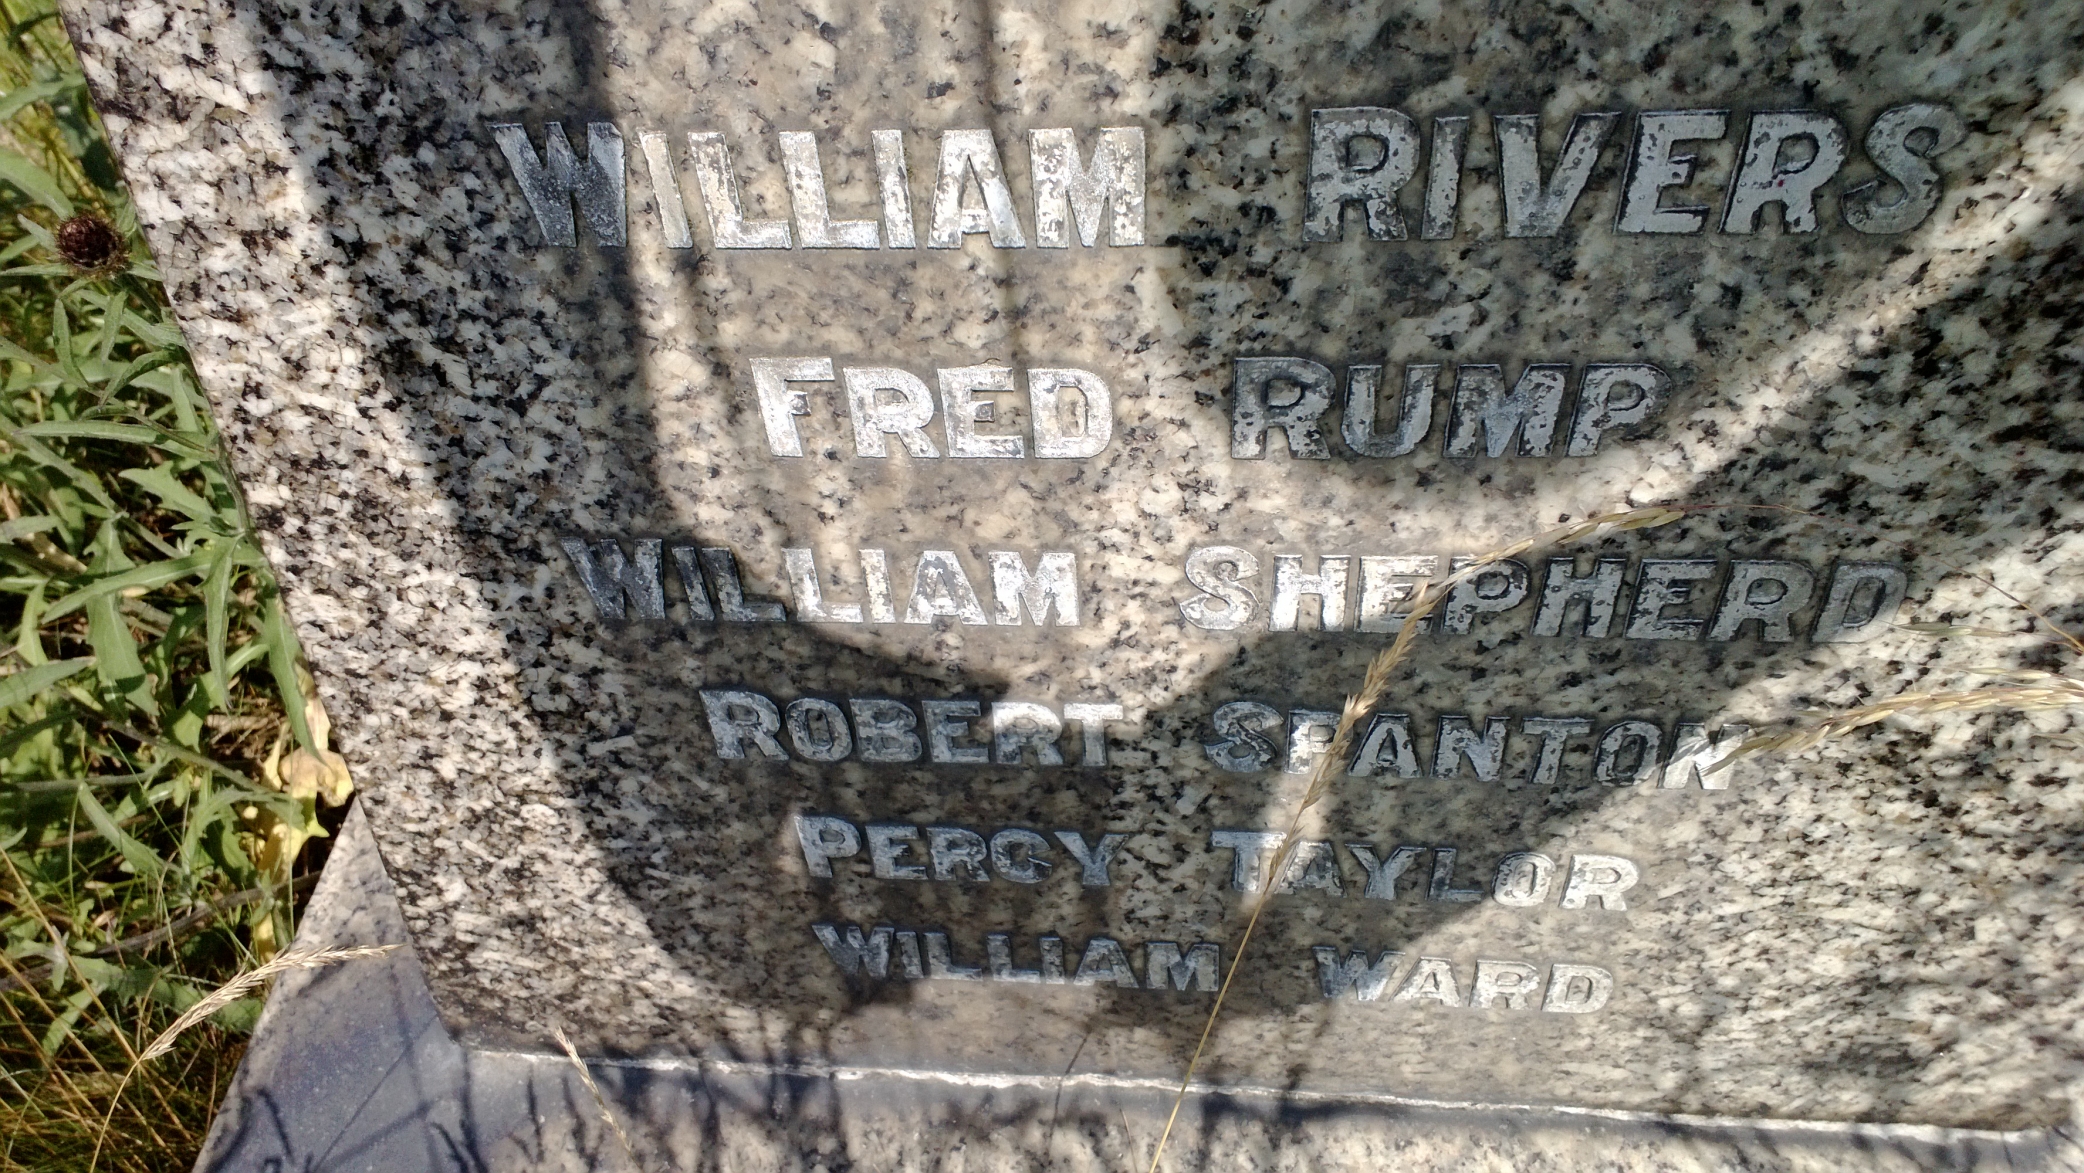 WILLIAM RIVERS
FRED RUMP
WILLIAM SHEPHERD
ROBERT SPANTON
PERCY TAYLOR
WILLIAM WARD